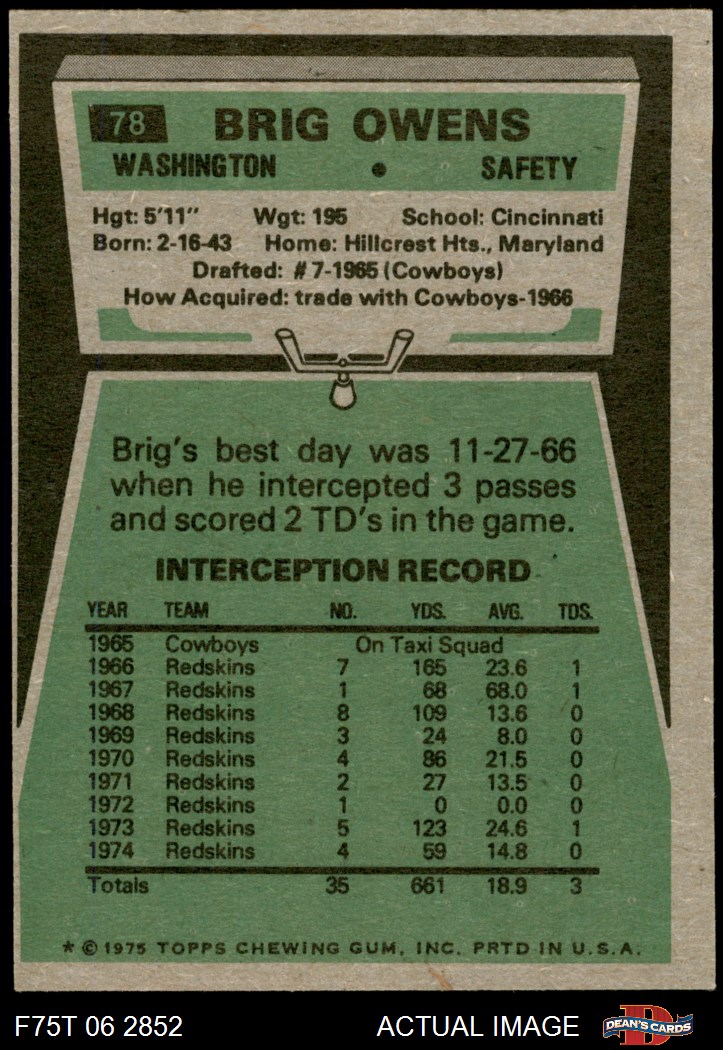 78 BRIG OWENS
WASHINGTON • SAFETY
Hgt: 5'11" Wgt: 195 School: Cincinnati
Born: 2-16-43 Home: Hillcrest Hts., Maryland
Drafted: #7-1965 (Cowboys)
How Acquired: trade with Cowboys-1966
Brig's best day was 11-27-66
when he intercepted 3 passes
and scored 2 TD's in the game.
INTERCEPTION RECORD
YEAR TEAM NO. YDS. AVG. TDS.
1965 Cowboys On Taxi Squad
1966 Redskins 7 165 23.6 1
1967 Redskins 1 68 68.0 1
1968 Redskins 8 109 13.6 0
1969 Redskins 3 24 8.0 0
1970 Redskins 4 86 21.5 0
1971 Redskins 2 27 13.5 0
1972 Redskins 1 0 0.0 0
1973 Redskins 5 123 24.6 1
1974 Redskins 4 59 14.8 0
Totals 35 661 18.9 3
* © 1975 TOPPS CHEWING GUM, INC. PRTD IN U.S.A.
F75T 06 2852 ACTUAL IMAGE D DEAN'S CARDS